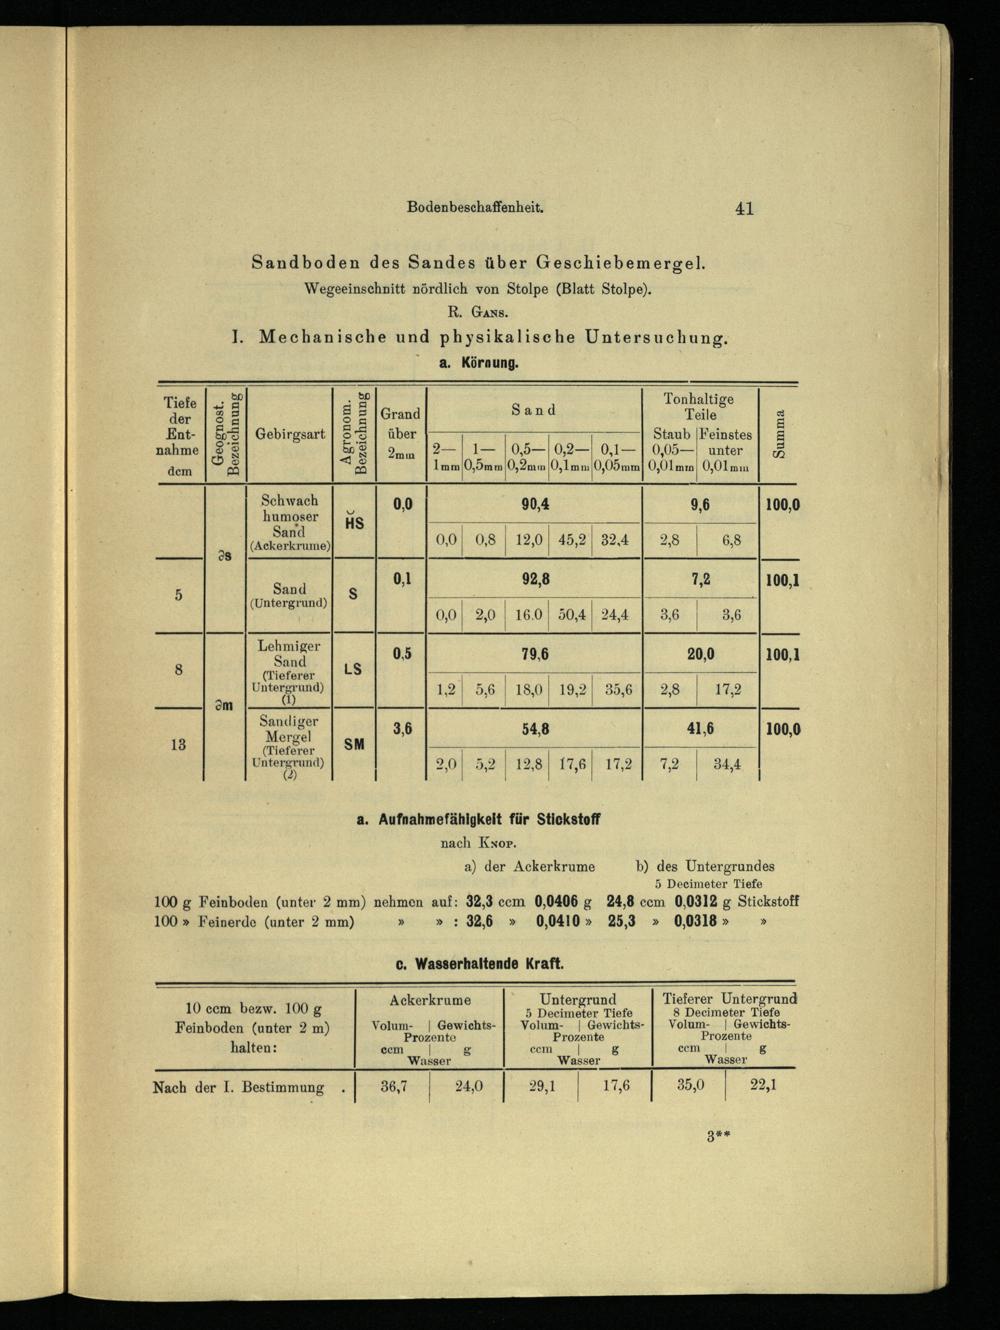 Bodenbeschaffenheit. 41
Sandboden des Sandes über Geschiebemergel.
Wegeeinschnitt nördlich von Stolpe (Blatt Stolpe).
R. Gans.
I. Mechanische und physikalische Untersuchung.
a. Körnung.
Tiefe der Ent- nahme dcm | Geognost. Bezeichnung | Gebirgsart | Agronom. Bezeichnung | Grand über 2mm | Sand | Tonhaltige Teile | Summa
2— 1mm | 1— 0,5mm | 0,5— 0,2mm | 0,2— 0,1mm | 0,1— 0,05mm | Staub 0,05— 0,01mm | Feinstes unter 0,01mm
∂s | Schwach humoser Sand (Ackerkrume) | H̆S | 0,0 | 90,4 | 9,6 | 100,0
0,0 | 0,8 | 12,0 | 45,2 | 32,4 | 2,8 | 6,8
5 | Sand (Untergrund) | S | 0,1 | 92,8 | 7,2 | 100,1
0,0 | 2,0 | 16.0 | 50,4 | 24,4 | 3,6 | 3,6
8 | ∂m | Lehmiger Sand (Tieferer Untergrund) (1) | LS | 0,5 | 79,6 | 20,0 | 100,1
1,2 | 5,6 | 18,0 | 19,2 | 35,6 | 2,8 | 17,2
13 | Sandiger Mergel (Tieferer Untergrund) (2) | SM | 3,6 | 54,8 | 41,6 | 100,0
2,0 | 5,2 | 12,8 | 17,6 | 17,2 | 7,2 | 34,4
a. Aufnahmefähigkeit für Stickstoff
nach Knop.
a) der Ackerkrume b) des Untergrundes
5 Decimeter Tiefe
100 g Feinboden (unter 2 mm) nehmen auf: 32,3 ccm 0,0406 g 24,8 ccm 0,0312 g Stickstoff
100 » Feinerde (unter 2 mm) » » : 32,6 » 0,0410 » 25,3 » 0,0318 » »
c. Wasserhaltende Kraft.
10 ccm bezw. 100 g Feinboden (unter 2 m) halten: | Ackerkrume | Untergrund 5 Decimeter Tiefe | Tieferer Untergrund 8 Decimeter Tiefe
Volum- | Gewichts- Volum- | Gewichts- Volum- | Gewichts-
Prozente Prozente Prozente
ccm | g ccm | g ccm | g
Wasser Wasser Wasser
Nach der I. Bestimmung . | 36,7 | 24,0 | 29,1 | 17,6 | 35,0 | 22,1
3**